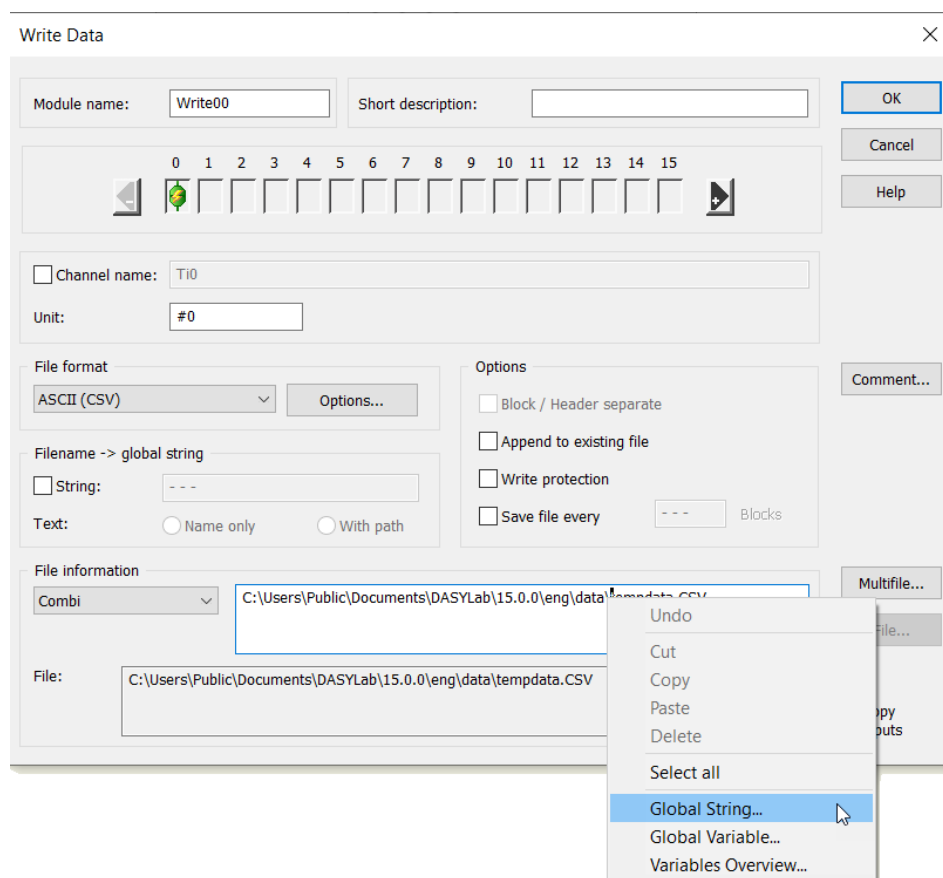 Write Data
Module name: Write00 Short description: OK
Cancel
0 1 2 3 4 5 6 7 8 9 10 11 12 13 14 15
Help
Channel name: Ti0
Unit: #0
File format Options
Comment...
ASCII (CSV) Options... Block / Header separate
Append to existing file
Filename -> global string
String: - - - Write protection
Text: Name only With path Save file every - - - Blocks
File information
Multifile...
Combi C:\Users\Public\Documents\DASYLab\15.0.0\eng\data\tempdata.CSV
Undo
File...
Cut
File: C:\Users\Public\Documents\DASYLab\15.0.0\eng\data\tempdata.CSV Copy
Paste
Delete
Select all
Global String...
Global Variable...
Variables Overview...